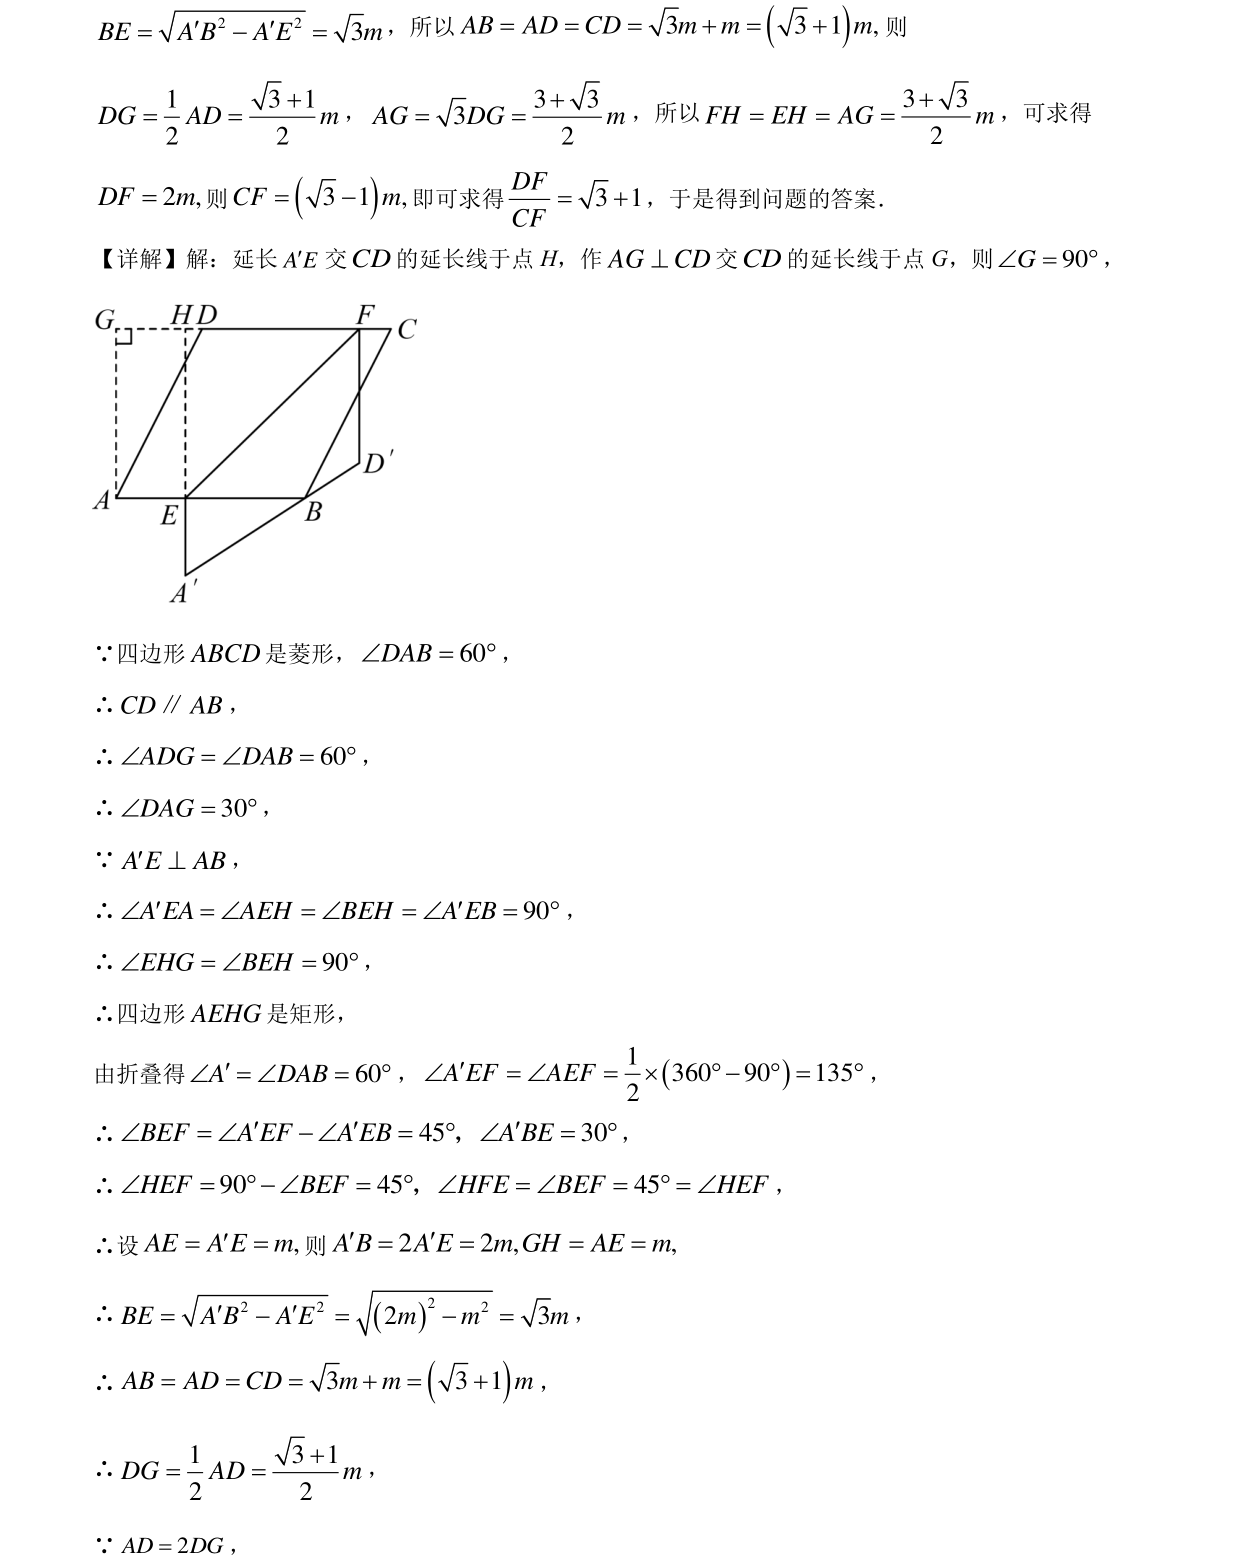 BE = √(A′B² − A′E²) = √3m，所以 AB = AD = CD = √3m + m = (√3 + 1)m, 则
DG = 1/2 AD = (√3 + 1)/2 m，AG = √3DG = (3 + √3)/2 m，所以 FH = EH = AG = (3 + √3)/2 m，可求得
DF = 2m, 则 CF = (√3 − 1)m, 即可求得 DF/CF = √3 + 1，于是得到问题的答案．
【详解】解：延长 A′E 交 CD 的延长线于点 H，作 AG ⊥ CD 交 CD 的延长线于点 G，则 ∠G = 90°，
G H D F C
D′
A E B
A′
∵四边形 ABCD 是菱形，∠DAB = 60°，
∴ CD ∥ AB，
∴ ∠ADG = ∠DAB = 60°，
∴ ∠DAG = 30°，
∵ A′E ⊥ AB，
∴ ∠A′EA = ∠AEH = ∠BEH = ∠A′EB = 90°，
∴ ∠EHG = ∠BEH = 90°，
∴四边形 AEHG 是矩形，
由折叠得 ∠A′ = ∠DAB = 60°，∠A′EF = ∠AEF = 1/2 × (360° − 90°) = 135°，
∴ ∠BEF = ∠A′EF − ∠A′EB = 45°，∠A′BE = 30°，
∴ ∠HEF = 90° − ∠BEF = 45°，∠HFE = ∠BEF = 45° = ∠HEF，
∴设 AE = A′E = m, 则 A′B = 2A′E = 2m, GH = AE = m,
∴ BE = √(A′B² − A′E²) = √((2m)² − m²) = √3m，
∴ AB = AD = CD = √3m + m = (√3 + 1)m，
∴ DG = 1/2 AD = (√3 + 1)/2 m，
∵ AD = 2DG，